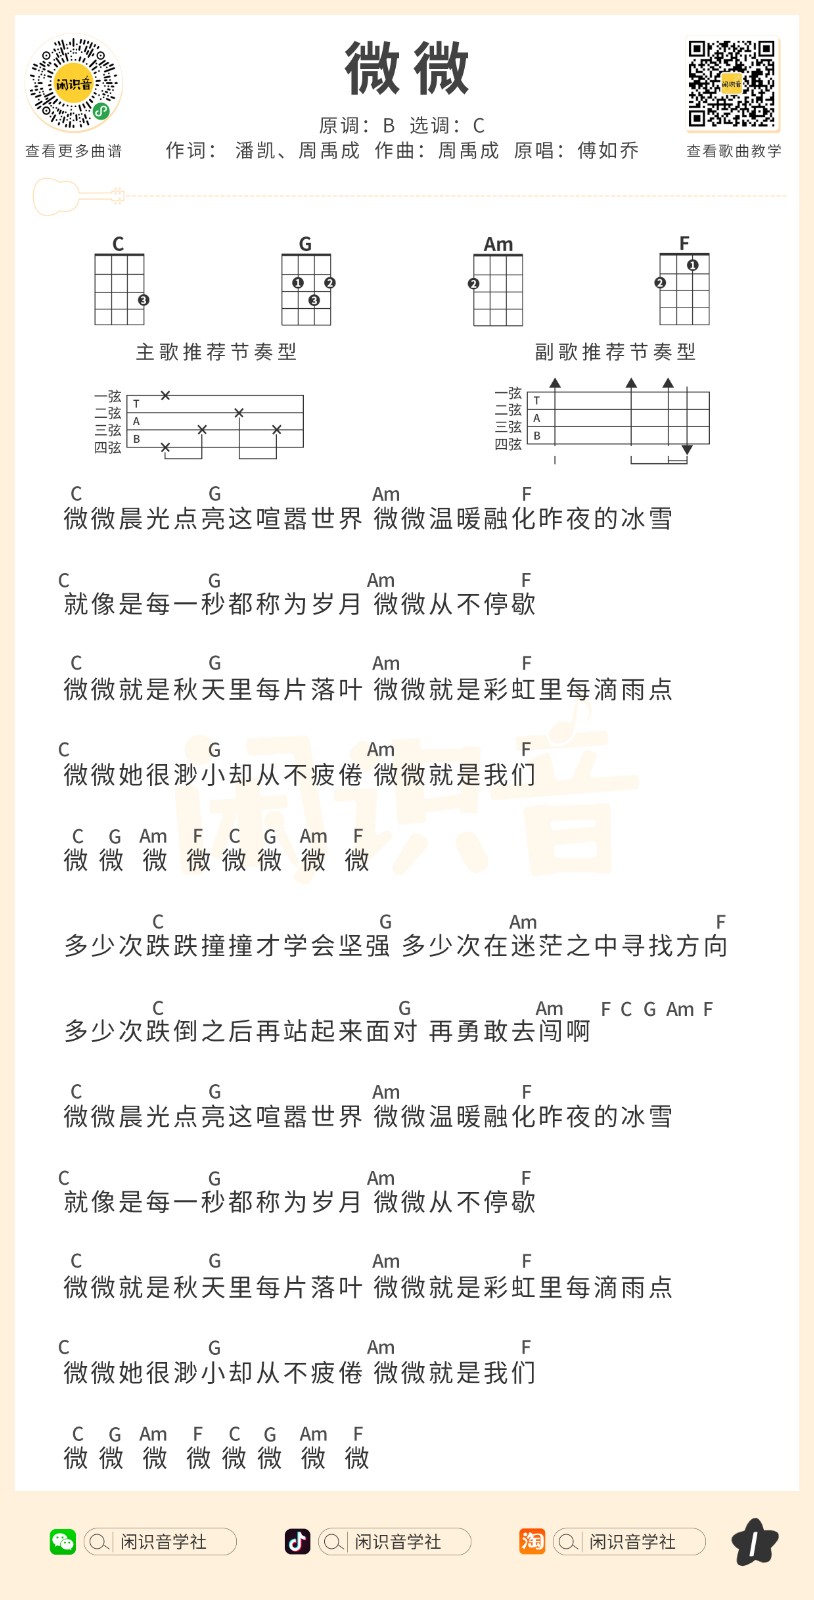 闲识音
微微
原调：B 选调：C
查看更多曲谱
作词： 潘凯、周禹成 作曲：周禹成 原唱：傅如乔
查看歌曲教学
闲识音
C G Am F
3 1 2 3 2 2 1
主歌推荐节奏型 副歌推荐节奏型
一弦 T
二弦 A
三弦 B
四弦
一弦 T
二弦 A
三弦 B
四弦
C G Am F
微微晨光点亮这喧嚣世界 微微温暖融化昨夜的冰雪
C G Am F
就像是每一秒都称为岁月 微微从不停歇
C G Am F
微微就是秋天里每片落叶 微微就是彩虹里每滴雨点
C G Am F
微微她很渺小却从不疲倦 微微就是我们
C G Am F C G Am F
微 微 微 微 微 微 微 微
C G Am F
多少次跌跌撞撞才学会坚强 多少次在迷茫之中寻找方向
C G Am F C G Am F
多少次跌倒之后再站起来面对 再勇敢去闯啊
C G Am F
微微晨光点亮这喧嚣世界 微微温暖融化昨夜的冰雪
C G Am F
就像是每一秒都称为岁月 微微从不停歇
C G Am F
微微就是秋天里每片落叶 微微就是彩虹里每滴雨点
C G Am F
微微她很渺小却从不疲倦 微微就是我们
C G Am F C G Am F
微 微 微 微 微 微 微 微
闲识音
闲识音学社 闲识音学社 淘 闲识音学社 1